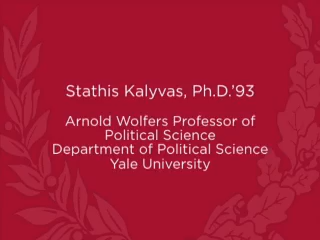 Stathis Kalyvas, Ph.D.’93
Arnold Wolfers Professor of
Political Science
Department of Political Science
Yale University